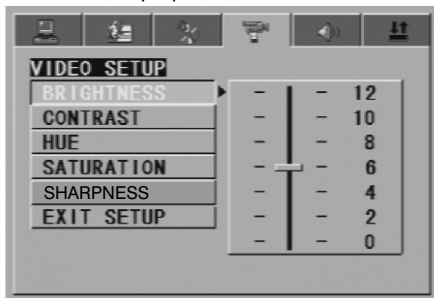 VIDEO SETUP
BRIGHTNESS
CONTRAST
HUE
SATURATION
SHARPNESS
EXIT SETUP
- - 12
- - 10
- - 8
- - 6
- - 4
- - 2
- - 0